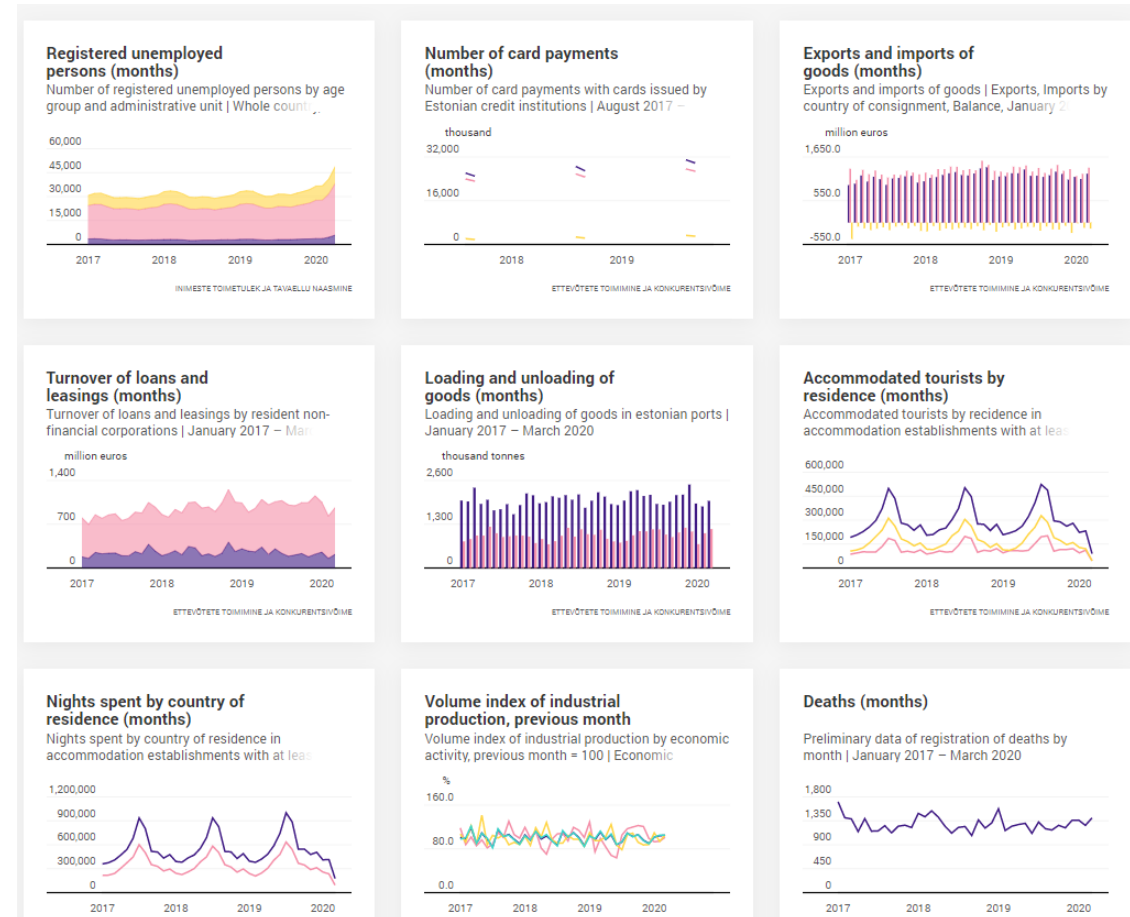 Registered unemployed
persons (months)
Number of registered unemployed persons by age
group and administrative unit | Whole country,
60,000
45,000
30,000
15,000
0
2017 2018 2019 2020
INIMESTE TOIMETULEK JA TAVAELLU NAASMINE
Number of card payments
(months)
Number of card payments with cards issued by
Estonian credit institutions | August 2017 –
thousand
32,000
16,000
0
2018 2019
ETTEVÕTETE TOIMIMINE JA KONKURENTSIVÕIME
Exports and imports of
goods (months)
Exports and imports of goods | Exports, Imports by
country of consignment, Balance, January 2
million euros
1,650.0
550.0
-550.0
2017 2018 2019 2020
ETTEVÕTETE TOIMIMINE JA KONKURENTSIVÕIME
Turnover of loans and
leasings (months)
Turnover of loans and leasings by resident non-
financial corporations | January 2017 – Mar
million euros
1,400
700
0
2017 2018 2019 2020
ETTEVÕTETE TOIMIMINE JA KONKURENTSIVÕIME
Loading and unloading of
goods (months)
Loading and unloading of goods in estonian ports |
January 2017 – March 2020
thousand tonnes
2,600
1,300
0
2017 2018 2019 2020
ETTEVÕTETE TOIMIMINE JA KONKURENTSIVÕIME
Accommodated tourists by
residence (months)
Accommodated tourists by recidence in
accommodation establishments with at leas
600,000
450,000
300,000
150,000
0
2017 2018 2019 2020
ETTEVÕTETE TOIMIMINE JA KONKURENTSIVÕIME
Nights spent by country of
residence (months)
Nights spent by country of residence in
accommodation establishments with at leas
1,200,000
900,000
600,000
300,000
0
2017 2018 2019 2020
Volume index of industrial
production, previous month
Volume index of industrial production by economic
activity, previous month = 100 | Economic
%
160.0
80.0
0.0
2017 2018 2019 2020
Deaths (months)
Preliminary data of registration of deaths by
month | January 2017 – March 2020
1,800
1,350
900
450
0
2017 2018 2019 2020